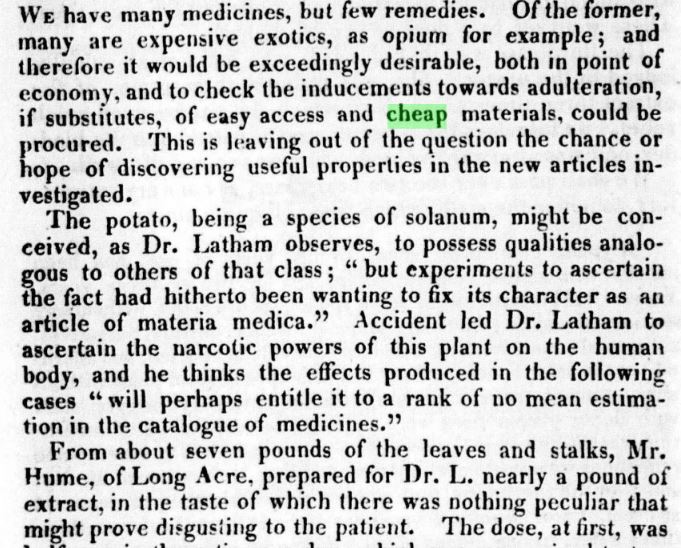 WE have many medicines, but few remedies. Of the former,
many are expensive exotics, as opium for example; and
therefore it would be exceedingly desirable, both in point of
economy, and to check the inducements towards adulteration,
if substitutes, of easy access and cheap materials, could be
procured. This is leaving out of the question the chance or
hope of discovering useful properties in the new articles in-
vestigated.
The potato, being a species of solanum, might be con-
ceived, as Dr. Latham observes, to possess qualities analo-
gous to others of that class; “but experiments to ascertain
the fact had hitherto been wanting to fix its character as an
article of materia medica.” Accident led Dr. Latham to
ascertain the narcotic powers of this plant on the human
body, and he thinks the effects produced in the following
cases “will perhaps entitle it to a rank of no mean estima-
tion in the catalogue of medicines.”
From about seven pounds of the leaves and stalks, Mr.
Hume, of Long Acre, prepared for Dr. L. nearly a pound of
extract, in the taste of which there was nothing peculiar that
might prove disgusting to the patient. The dose, at first, was